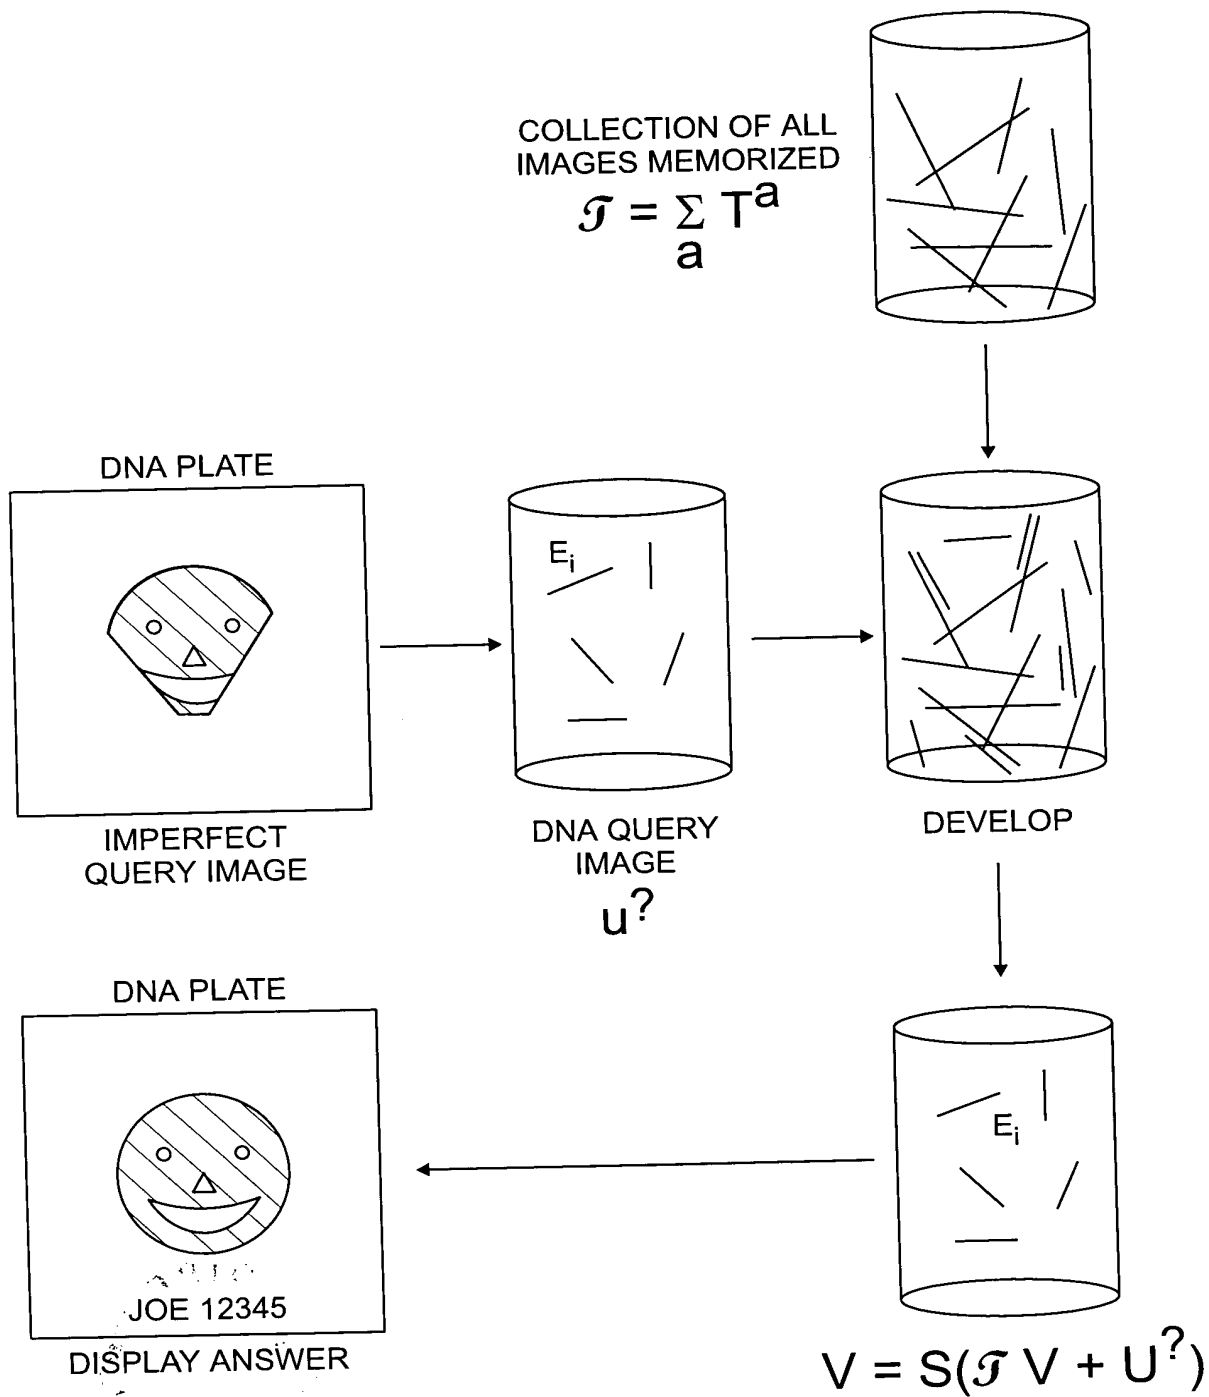 COLLECTION OF ALL
IMAGES MEMORIZED
𝒯 = Σ Tᵃ
a
DNA PLATE
Eᵢ
IMPERFECT
QUERY IMAGE
DNA QUERY
IMAGE
u?
DEVELOP
DNA PLATE
Eᵢ
JOE 12345
DISPLAY ANSWER
V = S(𝒯 V + U?)